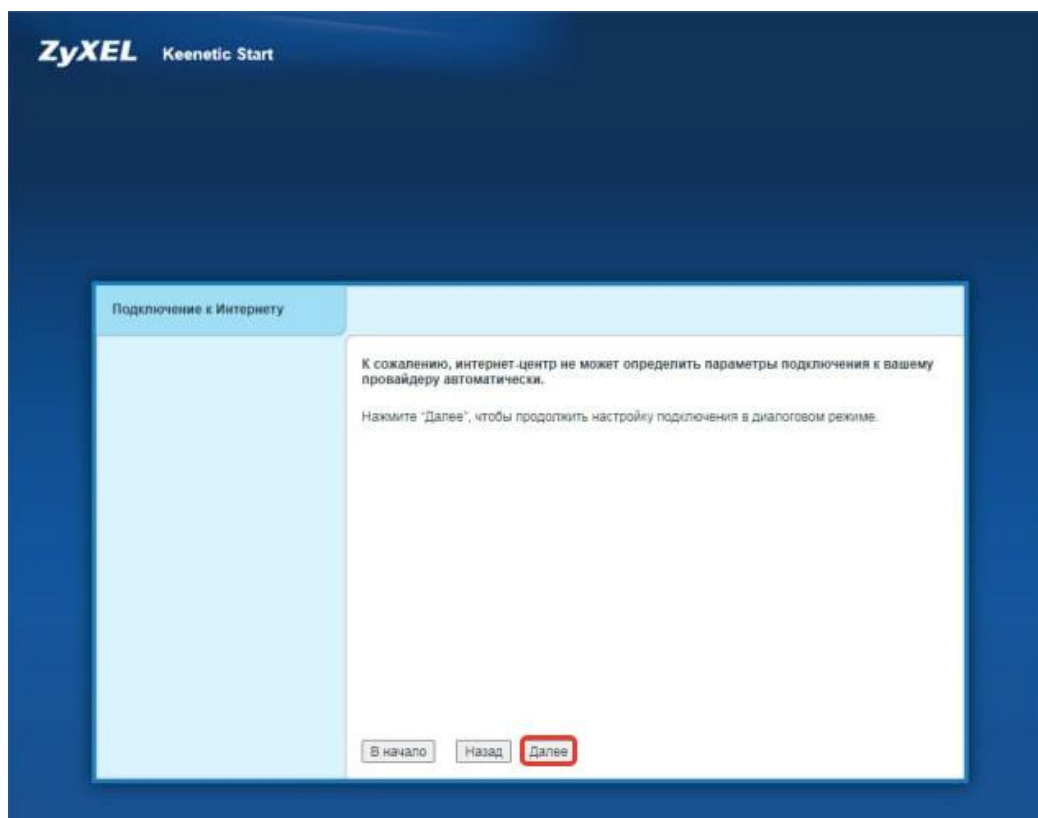 ZyXEL Keenetic Start
Подключение к Интернету
К сожалению, интернет-центр не может определить параметры подключения к вашему
провайдеру автоматически.
Нажмите "Далее", чтобы продолжить настройку подключения в диалоговом режиме.
В начало Назад Далее